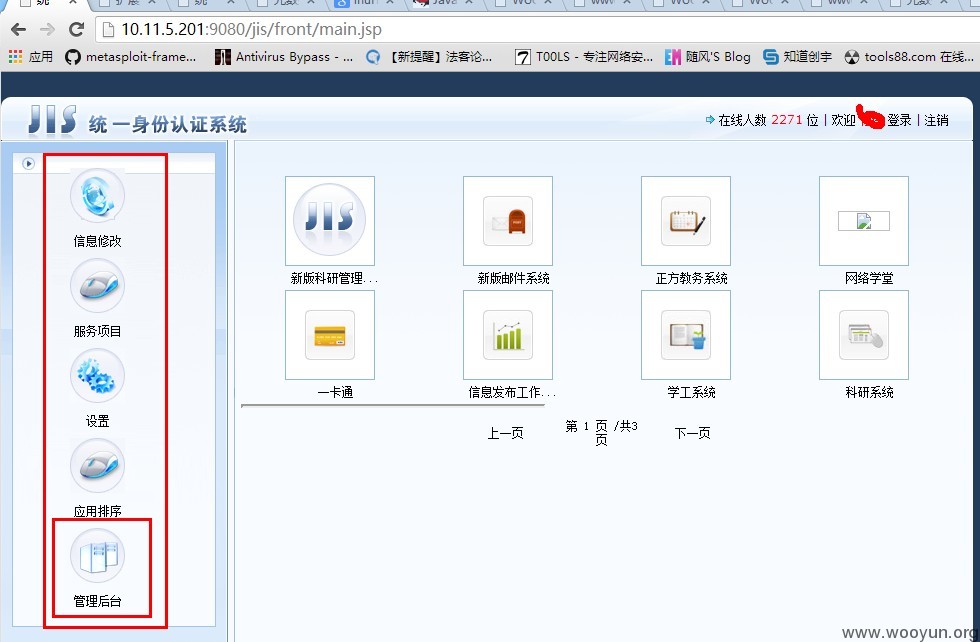 10.11.5.201:9080/jis/front/main.jsp
应用 metasploit-frame... Antivirus Bypass - ... 【新提醒】法客论... T00LS - 专注网络安... 随风'S Blog 知道创宇 tools88.com 在线...
JIS 统一身份认证系统
在线人数 2271 位 | 欢迎 登录 | 注销
信息修改
服务项目
设置
应用排序
管理后台
JIS
新版科研管理... 新版邮件系统 正方教务系统 网络学堂
一卡通 信息发布工作... 学工系统 科研系统
上一页 第 1 页 /共3页 下一页
www.wooyun.org